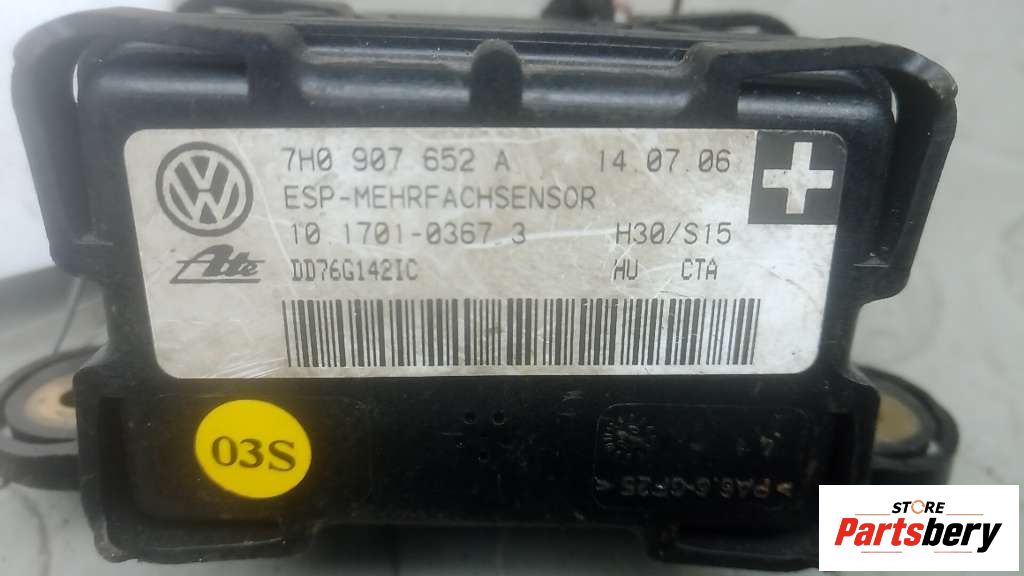 7H0 907 652 A 14.07.06
ESP-MEHRFACHSENSOR
10.1701-0367.3 H30/S15
Ate DD76G142IC HU CTA
03S
STORE
Partsbery